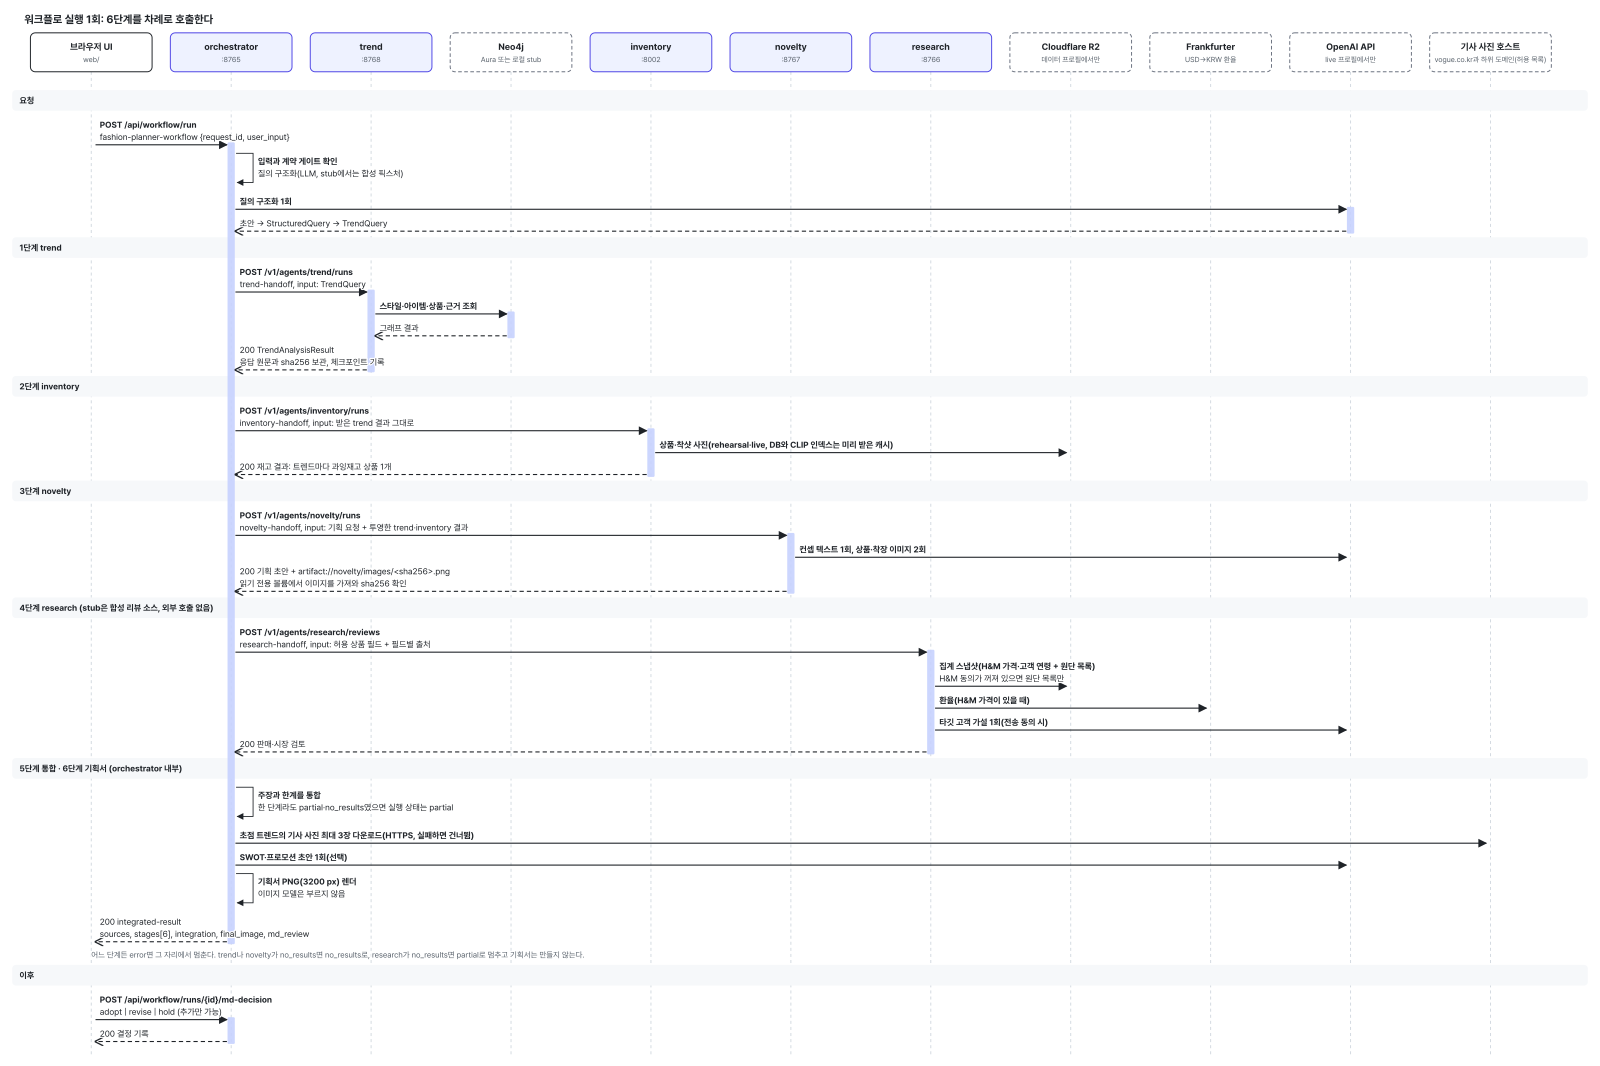 워크플로 실행 1회: 6단계를 차례로 호출한다
브라우저 UI
web/
orchestrator
:8765
trend
:8768
Neo4j
Aura 또는 로컬 stub
inventory
:8002
novelty
:8767
research
:8766
Cloudflare R2
데이터 프로필에서만
Frankfurter
USD→KRW 환율
OpenAI API
live 프로필에서만
기사 사진 호스트
vogue.co.kr과 하위 도메인(허용 목록)
요청
POST /api/workflow/run
fashion-planner-workflow {request_id, user_input}
입력과 계약 게이트 확인
질의 구조화(LLM, stub에서는 합성 픽스처)
질의 구조화 1회
초안 → StructuredQuery → TrendQuery
1단계 trend
POST /v1/agents/trend/runs
trend-handoff, input: TrendQuery
스타일·아이템·상품·근거 조회
그래프 결과
200 TrendAnalysisResult
응답 원문과 sha256 보관, 체크포인트 기록
2단계 inventory
POST /v1/agents/inventory/runs
inventory-handoff, input: 받은 trend 결과 그대로
상품·착샷 사진(rehearsal·live, DB와 CLIP 인덱스는 미리 받은 캐시)
200 재고 결과: 트렌드마다 과잉재고 상품 1개
3단계 novelty
POST /v1/agents/novelty/runs
novelty-handoff, input: 기획 요청 + 투영한 trend·inventory 결과
컨셉 텍스트 1회, 상품·착장 이미지 2회
200 기획 초안 + artifact://novelty/images/<sha256>.png
읽기 전용 볼륨에서 이미지를 가져와 sha256 확인
4단계 research (stub은 합성 리뷰 소스, 외부 호출 없음)
POST /v1/agents/research/reviews
research-handoff, input: 허용 상품 필드 + 필드별 출처
집계 스냅샷(H&M 가격·고객 연령 + 원단 목록)
H&M 동의가 꺼져 있으면 원단 목록만
환율(H&M 가격이 있을 때)
타깃 고객 가설 1회(전송 동의 시)
200 판매·시장 검토
5단계 통합 · 6단계 기획서 (orchestrator 내부)
주장과 한계를 통합
한 단계라도 partial·no_results였으면 실행 상태는 partial
초점 트렌드의 기사 사진 최대 3장 다운로드(HTTPS, 실패하면 건너뜀)
SWOT·프로모션 초안 1회(선택)
기획서 PNG(3200 px) 렌더
이미지 모델은 부르지 않음
200 integrated-result
sources, stages[6], integration, final_image, md_review
어느 단계든 error면 그 자리에서 멈춘다. trend나 novelty가 no_results면 no_results로, research가 no_results면 partial로 멈추고 기획서는 만들지 않는다.
이후
POST /api/workflow/runs/{id}/md-decision
adopt | revise | hold (추가만 가능)
200 결정 기록